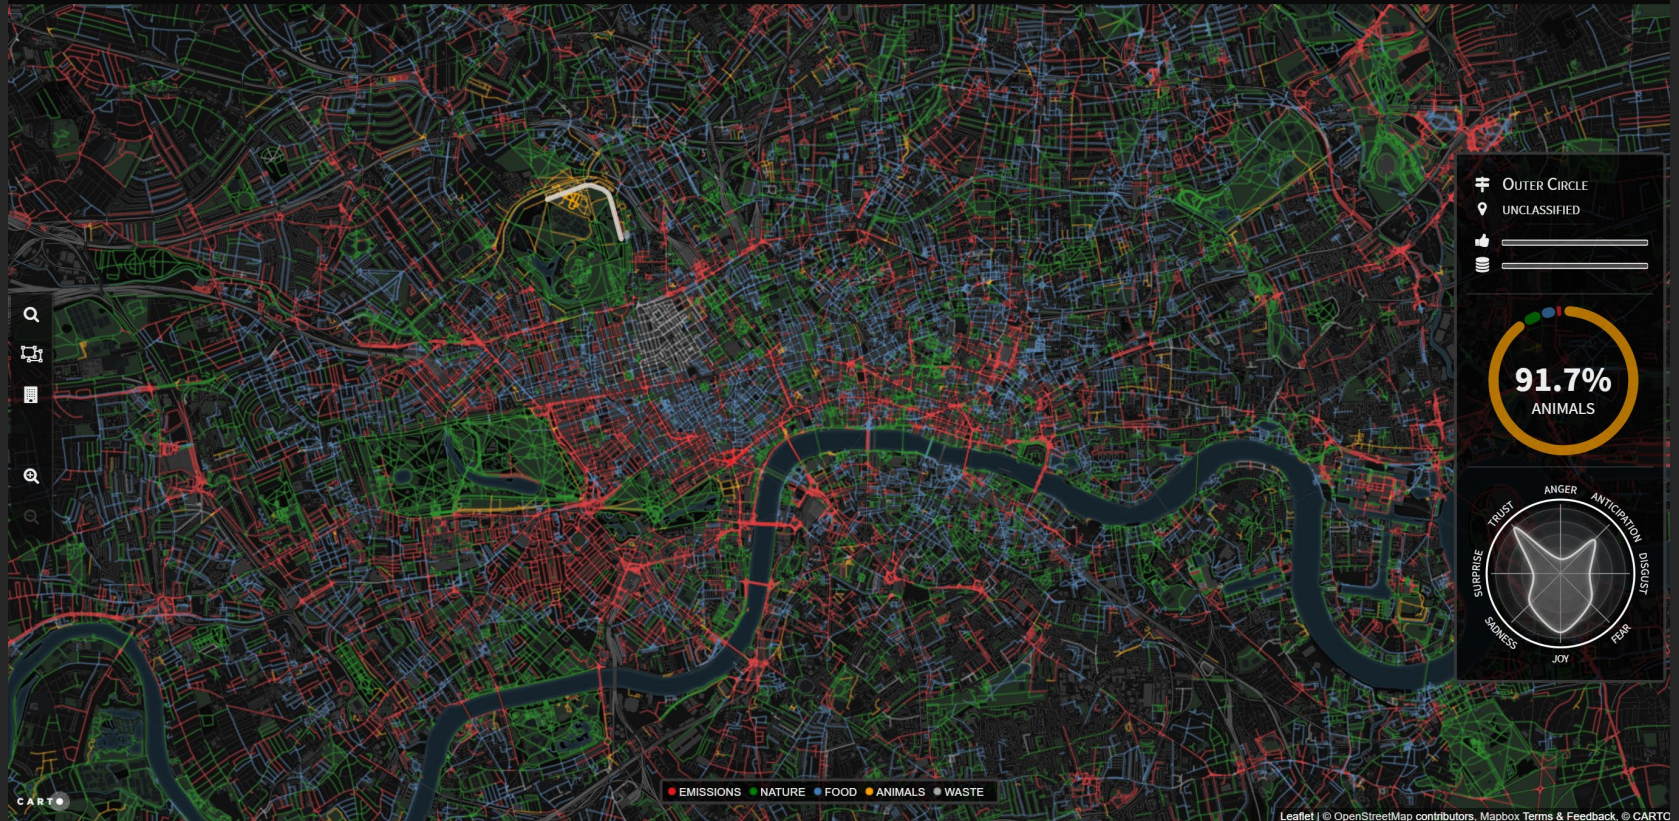 OUTER CIRCLE
UNCLASSIFIED
91.7%
ANIMALS
ANGER
ANTICIPATION
DISGUST
FEAR
JOY
SADNESS
SURPRISE
TRUST
EMISSIONS NATURE FOOD ANIMALS WASTE
CARTO
Leaflet | © OpenStreetMap contributors, Mapbox Terms & Feedback, © CARTO